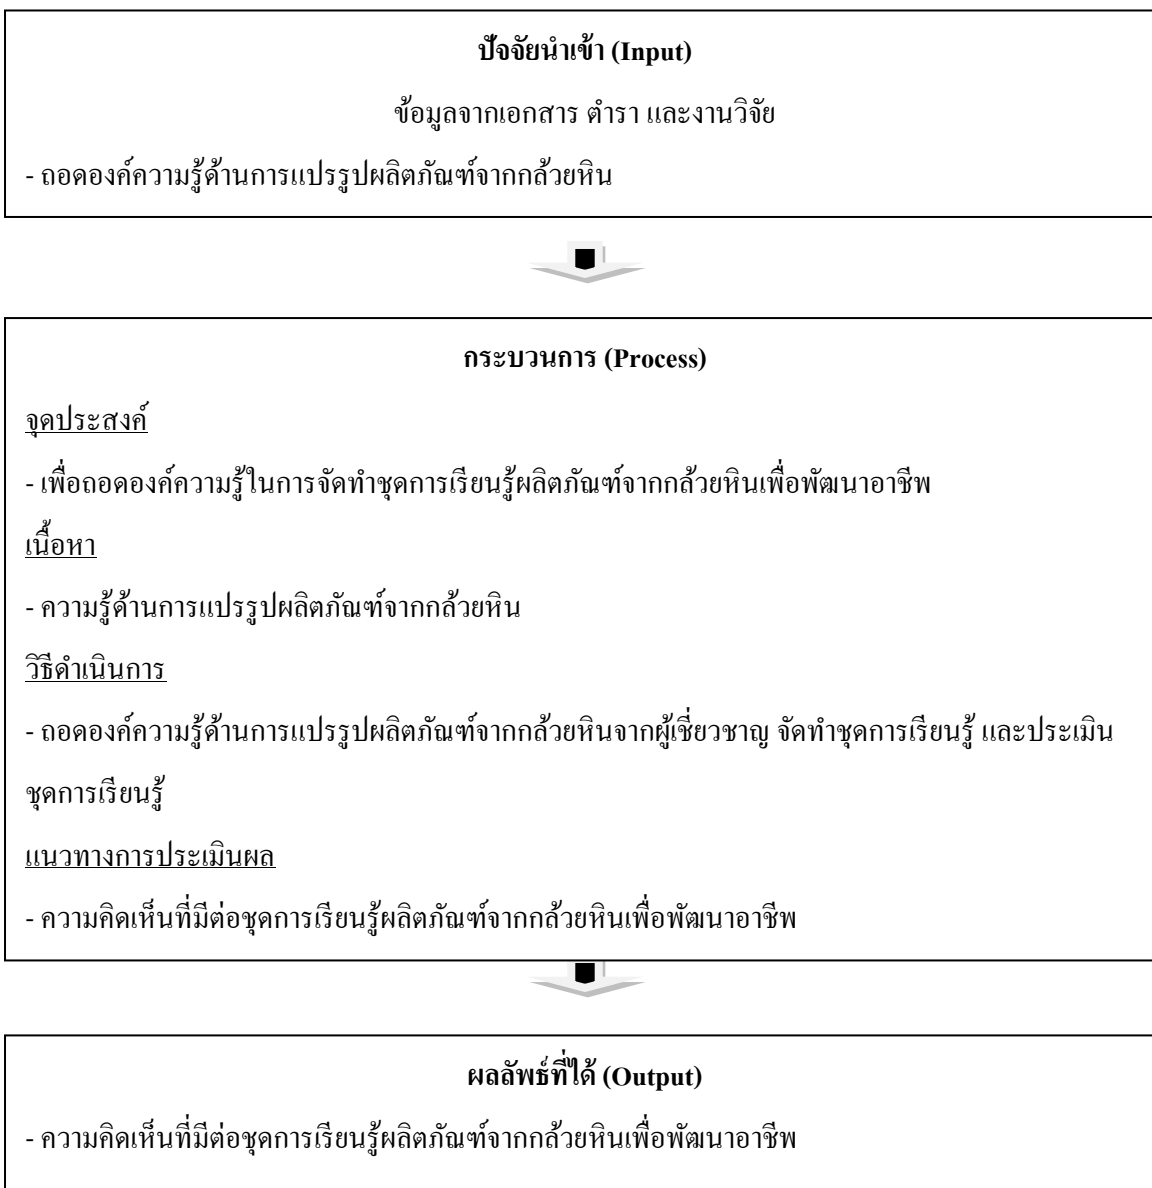 ปัจจัยนำเข้า (Input)
ข้อมูลจากเอกสาร ตำรา และงานวิจัย
- ถอดองค์ความรู้ด้านการแปรรูปผลิตภัณฑ์จากกล้วยหิน
กระบวนการ (Process)
จุดประสงค์
- เพื่อถอดองค์ความรู้ในการจัดทำชุดการเรียนรู้ผลิตภัณฑ์จากกล้วยหินเพื่อพัฒนาอาชีพ
เนื้อหา
- ความรู้ด้านการแปรรูปผลิตภัณฑ์จากกล้วยหิน
วิธีดำเนินการ
- ถอดองค์ความรู้ด้านการแปรรูปผลิตภัณฑ์จากกล้วยหินจากผู้เชี่ยวชาญ จัดทำชุดการเรียนรู้ และประเมิน
ชุดการเรียนรู้
แนวทางการประเมินผล
- ความคิดเห็นที่มีต่อชุดการเรียนรู้ผลิตภัณฑ์จากกล้วยหินเพื่อพัฒนาอาชีพ
ผลลัพธ์ที่ได้ (Output)
- ความคิดเห็นที่มีต่อชุดการเรียนรู้ผลิตภัณฑ์จากกล้วยหินเพื่อพัฒนาอาชีพ